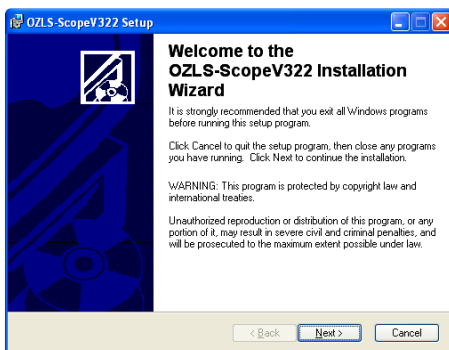 OZLS-ScopeV322 Setup
Welcome to the
OZLS-ScopeV322 Installation
Wizard
It is strongly recommended that you exit all Windows programs
before running this setup program.
Click Cancel to quit the setup program, then close any programs
you have running. Click Next to continue the installation.
WARNING: This program is protected by copyright law and
international treaties.
Unauthorized reproduction or distribution of this program, or any
portion of it, may result in severe civil and criminal penalties, and
will be prosecuted to the maximum extent possible under law.
< Back Next > Cancel